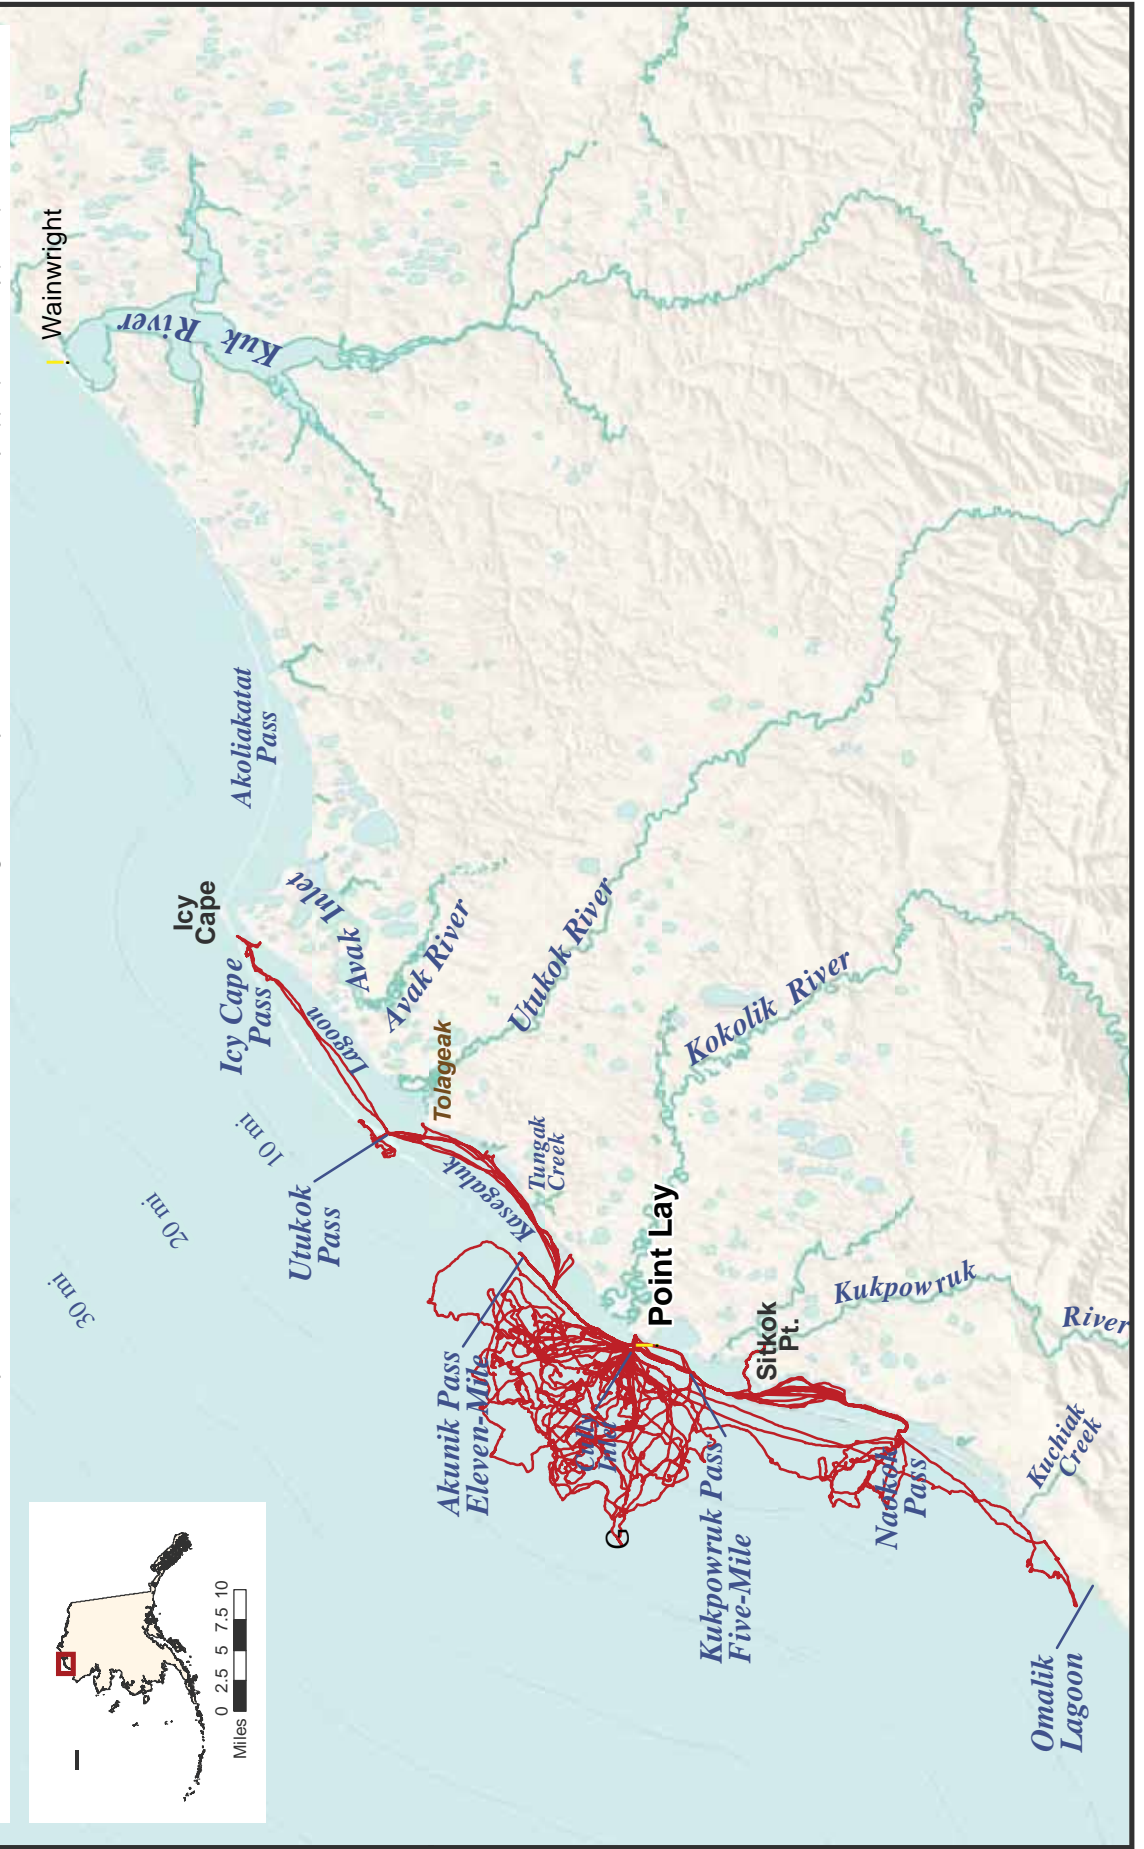 Wainwright
Kuk River
Akoliakatat
Pass
Icy
Cape
Icy Cape
Pass
Avak Inlet
Avak River
Lagoon
Kasegaluk
Tolageak
Utukok River
Kokolik River
Tungak
Creek
Utukok
Pass
10 mi
20 mi
30 mi
Akunik Pass
Eleven-Mile
Cully
Inlet
Point Lay
Sitkok
Pt.
Kukpowruk
River
Kukpowruk Pass
Five-Mile
Naokok
Pass
Kuchiak
Creek
Omalik
Lagoon
G
0 2.5 5 7.5 10
Miles